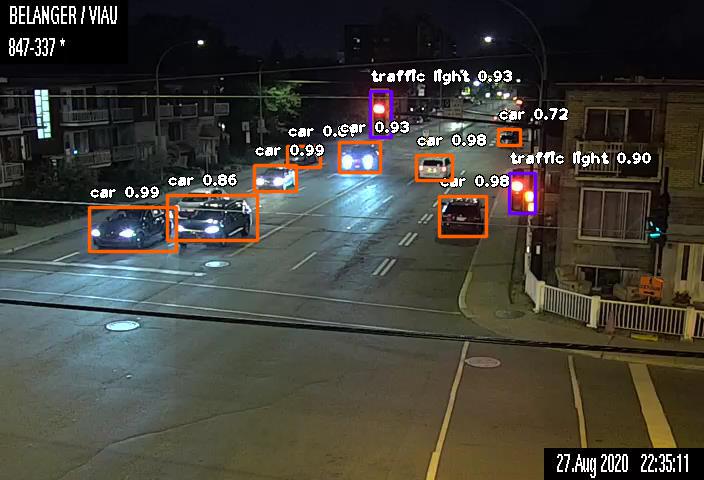 BELANGER / VIAU
847-337 *
traffic light 0.93
car 0.72
car 0.93
car 0.98
car 0.99
traffic light 0.90
car 0.98
car 0.86
car 0.99
27.Aug 2020 22:35:11